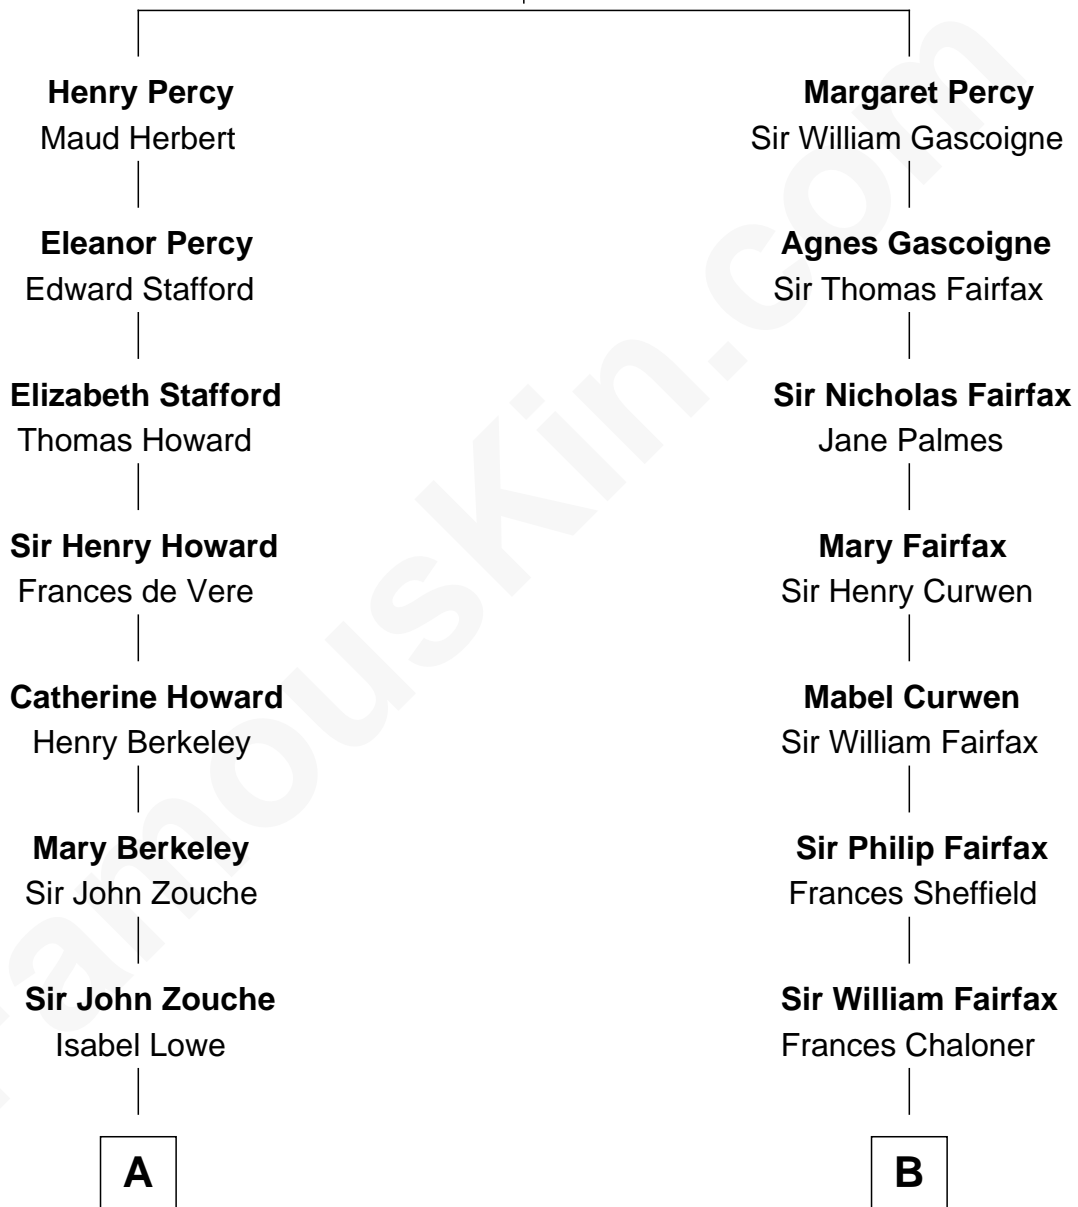 Henry Percy
Maud Herbert
Eleanor Percy
Edward Stafford
Elizabeth Stafford
Thomas Howard
Sir Henry Howard
Frances de Vere
Catherine Howard
Henry Berkeley
Mary Berkeley
Sir John Zouche
Sir John Zouche
Isabel Lowe
A
Margaret Percy
Sir William Gascoigne
Agnes Gascoigne
Sir Thomas Fairfax
Sir Nicholas Fairfax
Jane Palmes
Mary Fairfax
Sir Henry Curwen
Mabel Curwen
Sir William Fairfax
Sir Philip Fairfax
Frances Sheffield
Sir William Fairfax
Frances Chaloner
B
FamousKin.com